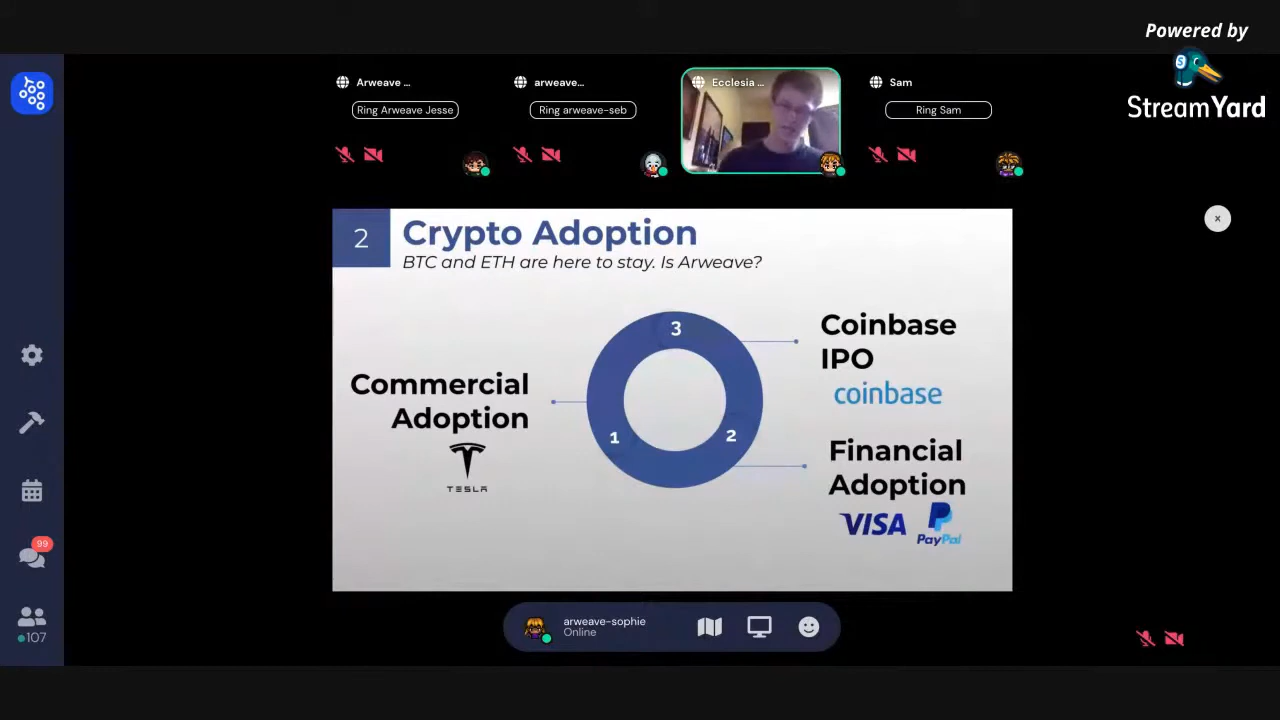 Powered by
StreamYard
Arweave ...
Ring Arweave Jesse
arweave...
Ring arweave-seb
Ecclesia ...
Sam
Ring Sam
×
2
Crypto Adoption
BTC and ETH are here to stay. Is Arweave?
3
1
2
Commercial
Adoption
TESLA
Coinbase
IPO
coinbase
Financial
Adoption
VISA
PayPal
99
107
arweave-sophie
Online